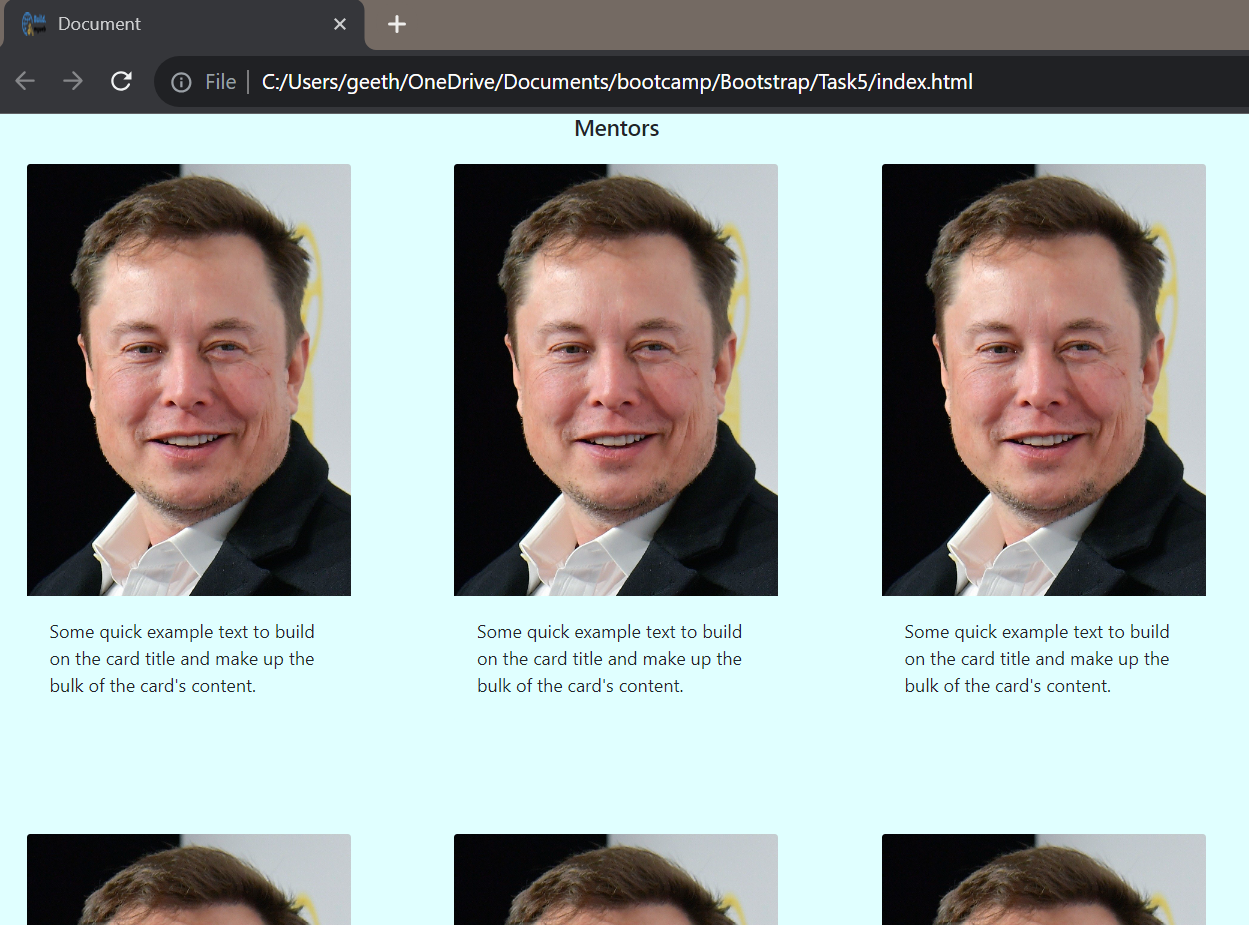 Document
File
C:/Users/geeth/OneDrive/Documents/bootcamp/Bootstrap/Task5/index.html
Mentors
Some quick example text to build
on the card title and make up the
bulk of the card's content.
Some quick example text to build
on the card title and make up the
bulk of the card's content.
Some quick example text to build
on the card title and make up the
bulk of the card's content.